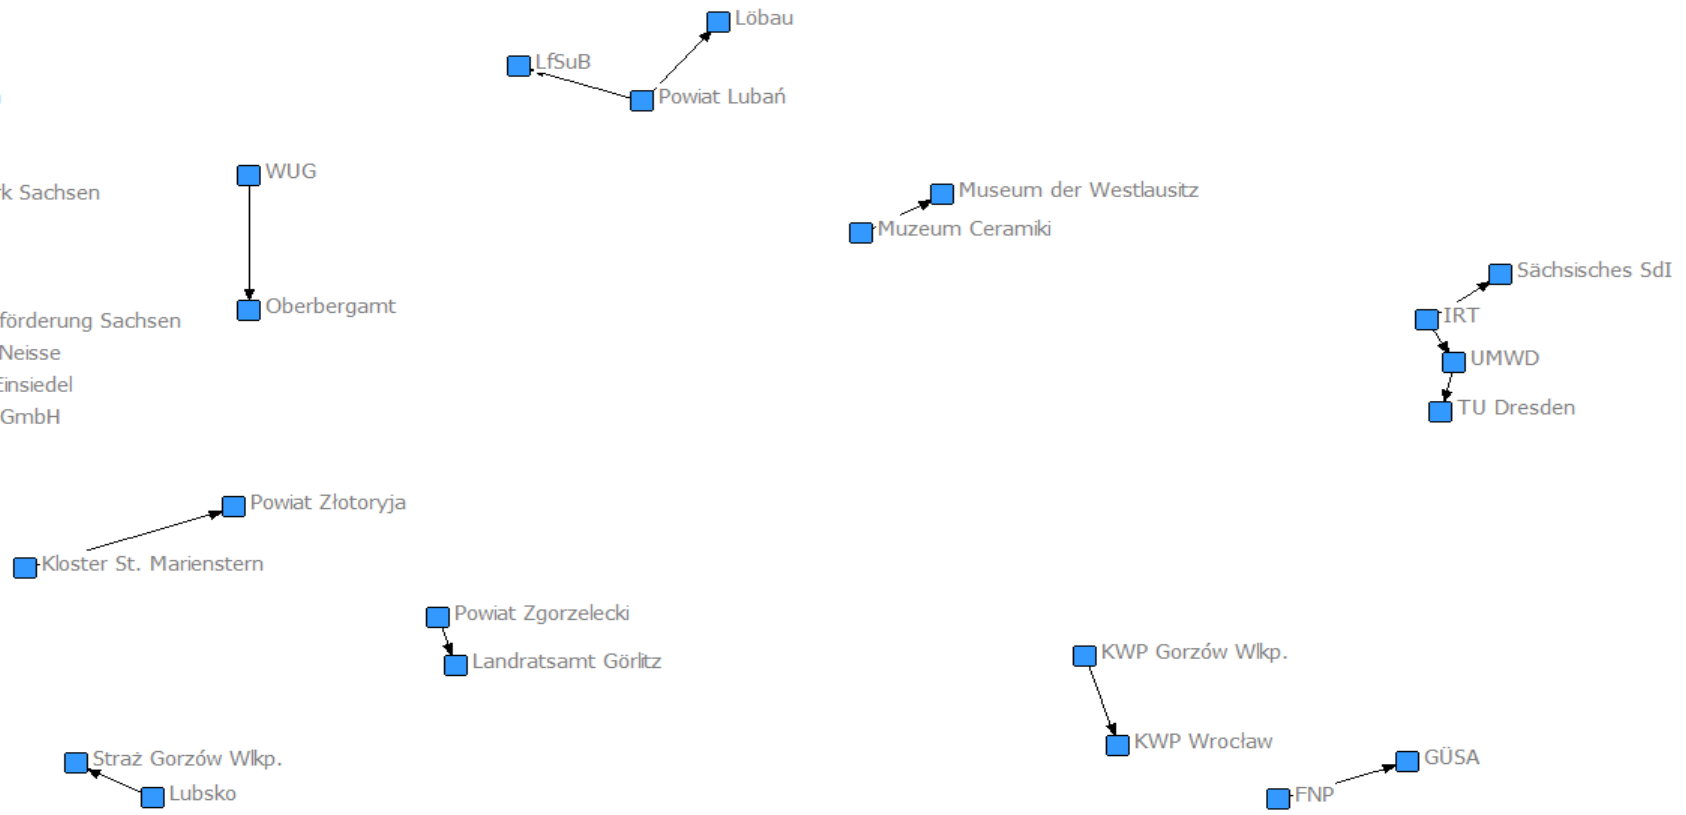 Löbau
LfSuB
Powiat Lubań
WUG
Museum der Westlausitz
k Sachsen
Muzeum Ceramiki
Sächsisches SdI
Oberbergamt
IRT
förderung Sachsen
Neisse
UMWD
Einsiedel
TU Dresden
GmbH
Powiat Złotoryja
Kloster St. Marienstern
Powiat Zgorzelecki
KWP Gorzów Wlkp.
Landratsamt Görlitz
KWP Wrocław
Straż Gorzów Wlkp.
GÜSA
Lubsko
FNP